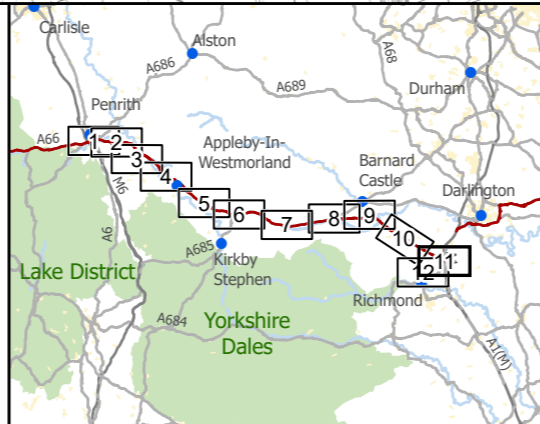 Carlisle
Alston
A686
A68
A689
Durham
Penrith
A66
1
2
3
4
5
6
7
8
9
10
11
12
Appleby-In-
Westmorland
Barnard
Castle
Darlington
M6
A6
A685
Kirkby
Stephen
Lake District
Richmond
A684
Yorkshire
Dales
A1(M)